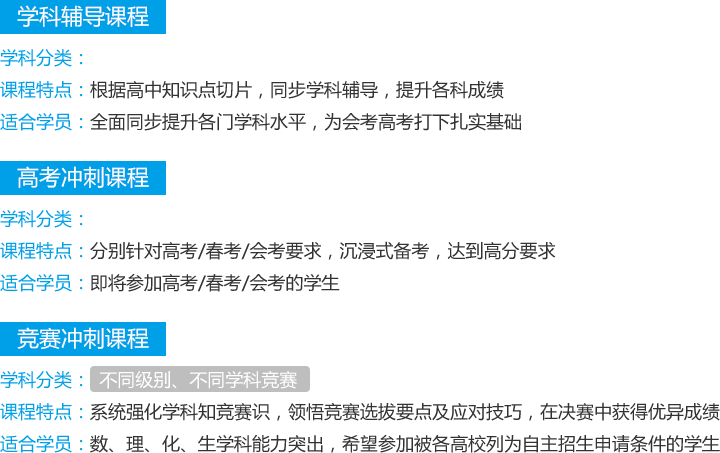 学科辅导课程
学科分类：
课程特点：根据高中知识点切片，同步学科辅导，提升各科成绩
适合学员：全面同步提升各门学科水平，为会考高考打下扎实基础
高考冲刺课程
学科分类：
课程特点：分别针对高考/春考/会考要求，沉浸式备考，达到高分要求
适合学员：即将参加高考/春考/会考的学生
竞赛冲刺课程
学科分类：不同级别、不同学科竞赛
课程特点：系统强化学科知竞赛识，领悟竞赛选拔要点及应对技巧，在决赛中获得优异成绩
适合学员：数、理、化、生学科能力突出，希望参加被各高校列为自主招生申请条件的学生